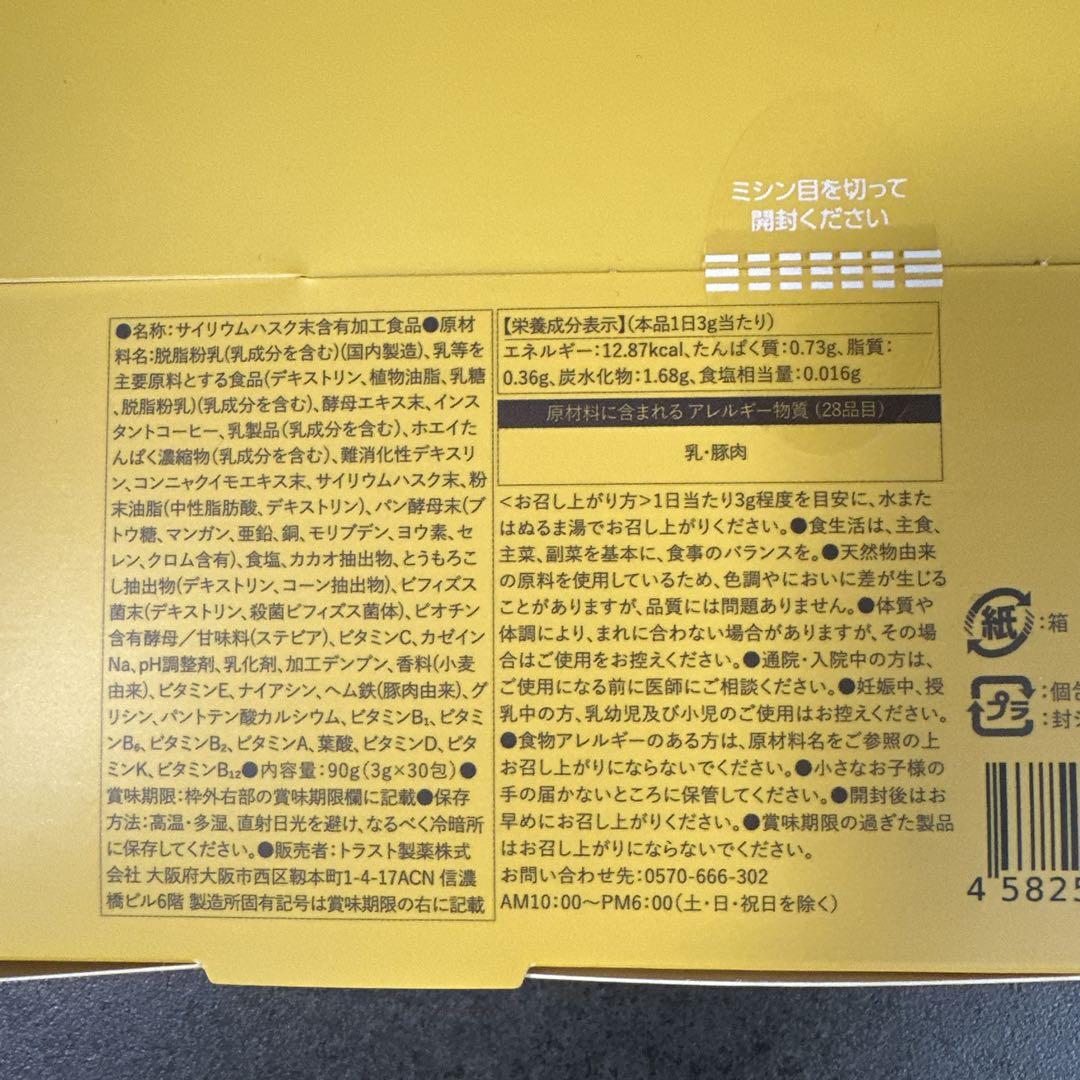 ミシン目を切って
開封ください
●名称:サイリウムハスク末含有加工食品●原材
料名:脱脂粉乳(乳成分を含む)(国内製造)、乳等を
主要原料とする食品(デキストリン、植物油脂、乳糖
、脱脂粉乳)(乳成分を含む)、酵母エキス末、インス
タントコーヒー、乳製品(乳成分を含む)、ホエイた
んぱく濃縮物(乳成分を含む)、難消化性デキスリ
ン、コンニャクイモエキス末、サイリウムハスク末、粉
末油脂(中性脂肪酸、デキストリン)、パン酵母末(ブ
トウ糖、マンガン、亜鉛、銅、モリブデン、ヨウ素、セ
レン、クロム含有)、食塩、カカオ抽出物、とうもろこ
し抽出物(デキストリン、コーン抽出物)、ビフィズス
菌末(デキストリン、殺菌ビフィズス菌体)、ビオチン
含有酵母/甘味料(ステビア)、ビタミンC、カゼイン
Na、pH調整剤、乳化剤、加工デンプン、香料(小麦
由来)、ビタミンE、ナイアシン、ヘム鉄(豚肉由来)、グ
リシン、パントテン酸カルシウム、ビタミンB₁、ビタミ
ンB₆、ビタミンB₂、ビタミンA、葉酸、ビタミンD、ビタ
ミンK、ビタミンB₁₂●内容量:90g(3g×30包)●
賞味期限:枠外右部の賞味期限欄に記載●保存
方法:高温・多湿、直射日光を避け、なるべく冷暗所
に保存してください。●販売者:トラスト製薬株式
会社 大阪府大阪市西区靱本町1-4-17ACN 信濃
橋ビル6階 製造所固有記号は賞味期限の右に記載
【栄養成分表示】(本品1日3g当たり)
エネルギー:12.87kcal、たんぱく質:0.73g、脂質:
0.36g、炭水化物:1.68g、食塩相当量:0.016g
原材料に含まれる アレルギー物質 (28品目)
乳・豚肉
<お召し上がり方>1日当たり3g程度を目安に、水また
はぬるま湯でお召し上がりください。●食生活は、主食、
主菜、副菜を基本に、食事のバランスを。●天然物由来
の原料を使用しているため、色調やにおいに差が生じる
ことがありますが、品質には問題ありません。●体質や
体調により、まれに合わない場合がありますが、その場
合はご使用をお控えください。●通院・入院中の方は、
ご使用になる前に医師にご相談ください。●妊娠中、授
乳中の方、乳幼児及び小児のご使用はお控えください。
●食物アレルギーのある方は、原材料名をご参照の上
お召し上がりにならないでください。●小さなお子様の
手の届かないところに保管してください。●開封後はお
早めにお召し上がりください。●賞味期限の過ぎた製品
はお召し上がりにならないでください。
お問い合わせ先:0570-666-302
AM10:00〜PM6:00(土・日・祝日を除く)
紙:箱
プラ:個包
:封シ
4 5825